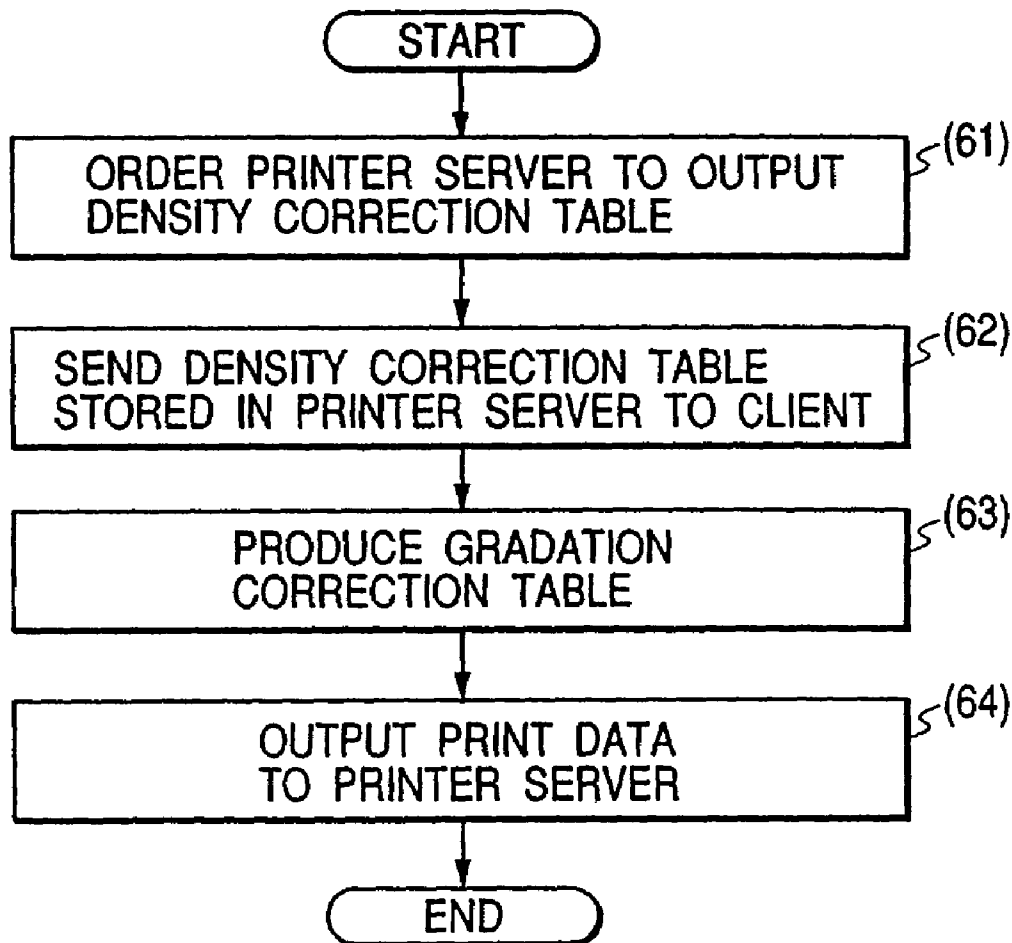 START
(61)
ORDER PRINTER SERVER TO OUTPUT
DENSITY CORRECTION TABLE
(62)
SEND DENSITY CORRECTION TABLE
STORED IN PRINTER SERVER TO CLIENT
(63)
PRODUCE GRADATION
CORRECTION TABLE
(64)
OUTPUT PRINT DATA
TO PRINTER SERVER
END